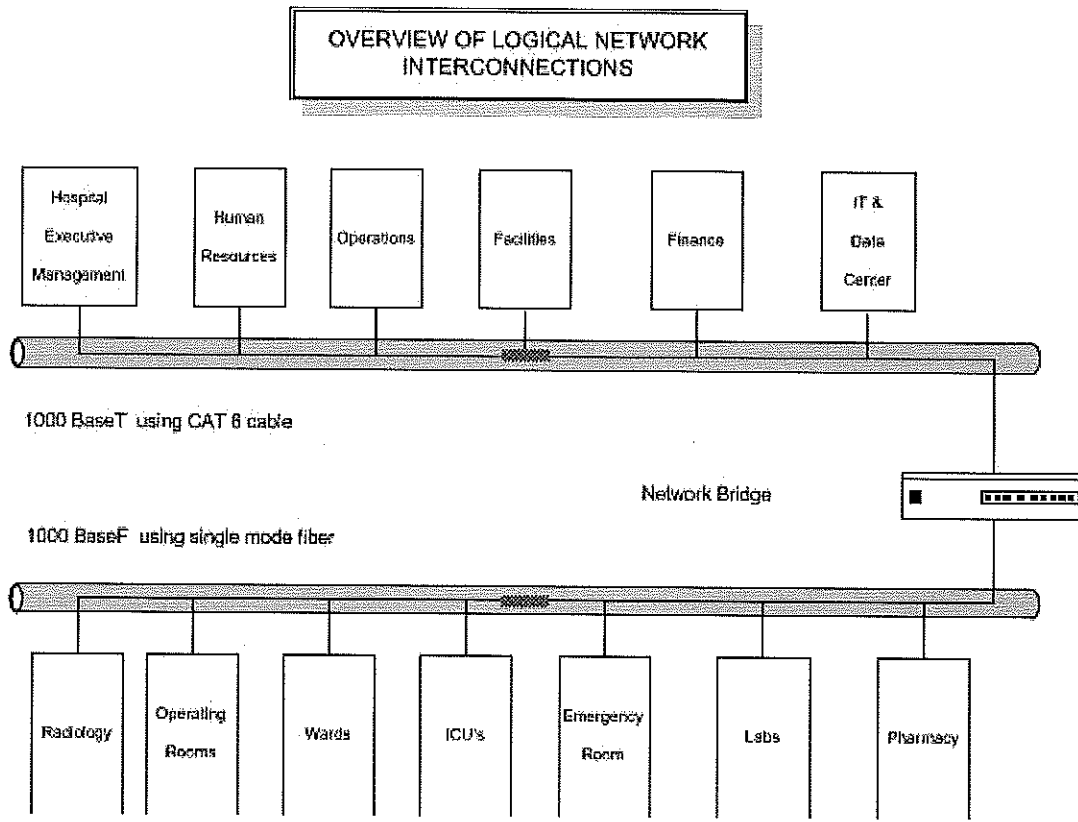 OVERVIEW OF LOGICAL NETWORK
INTERCONNECTIONS
Hospital
Executive
Management
Human
Resources
Operations
Facilities
Finance
IT &
Data
Center
1000 BaseT using CAT 6 cable
Network Bridge
1000 BaseF using single mode fiber
Radiology
Operating
Rooms
Wards
ICU's
Emergency
Room
Labs
Pharmacy